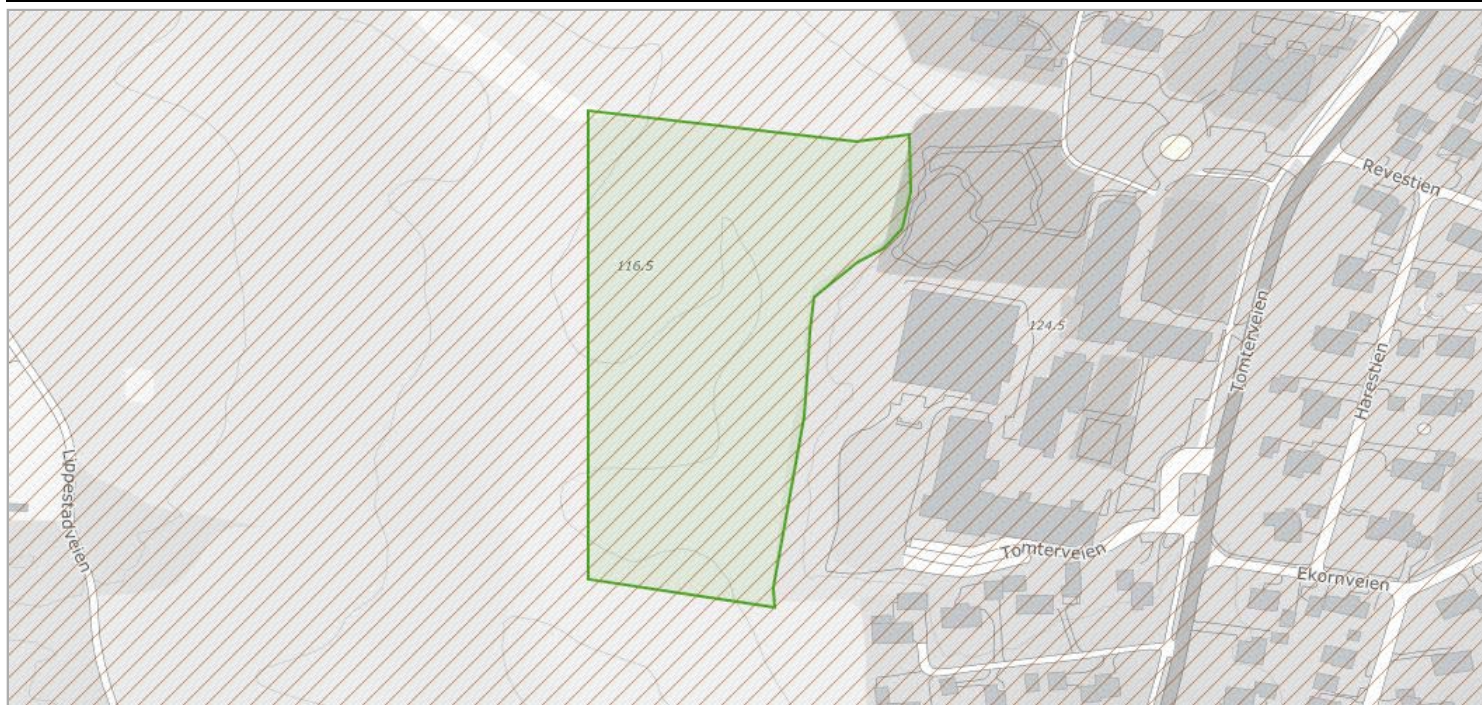 Revestien
116.5
124.5
Tomterveien
Harestien
Lippestadveien
Tomterveien
Ekornveien